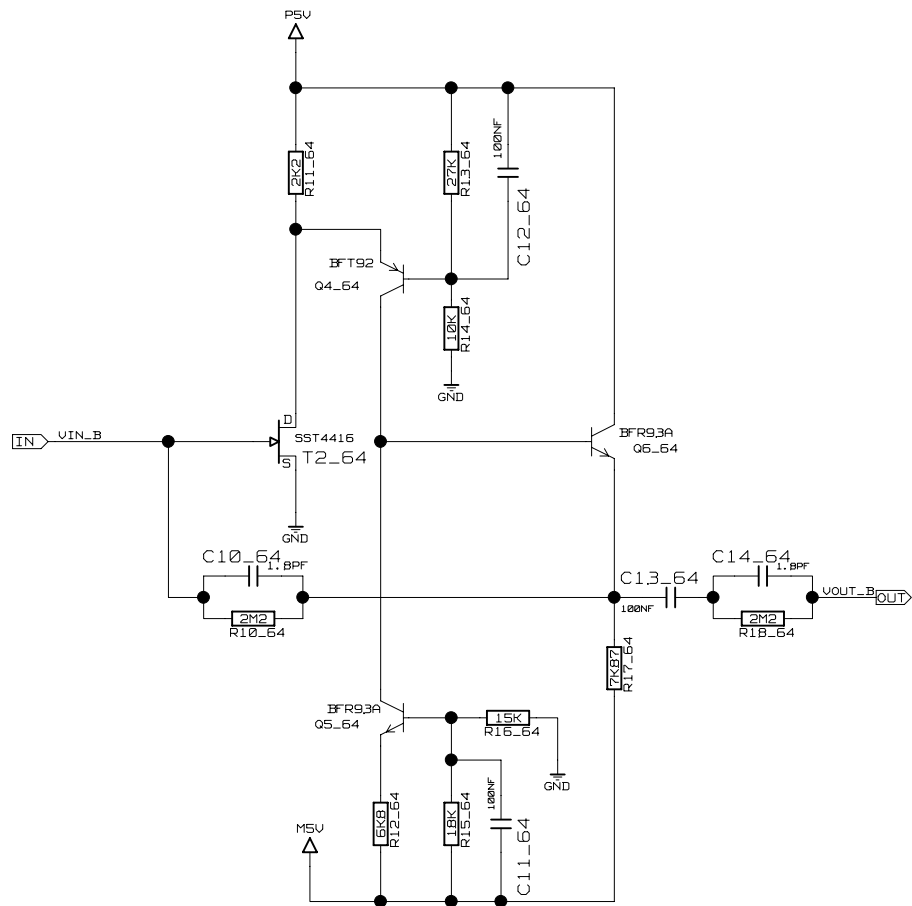 P5V
2K2
R11_64
27K
R13_64
100NF
C12_64
BFT92
Q4_64
10K
R14_64
GND
IN
VIN_B
D
SST4416
S
T2_64
BFR93A
Q6_64
GND
C10_64
1.8PF
2M2
R10_64
C13_64
100NF
C14_64
1.8PF
2M2
R18_64
VOUT_B
OUT
7K87
R17_64
BFR93A
Q5_64
15K
R16_64
GND
M5V
6K8
R12_64
18K
R15_64
100NF
C11_64